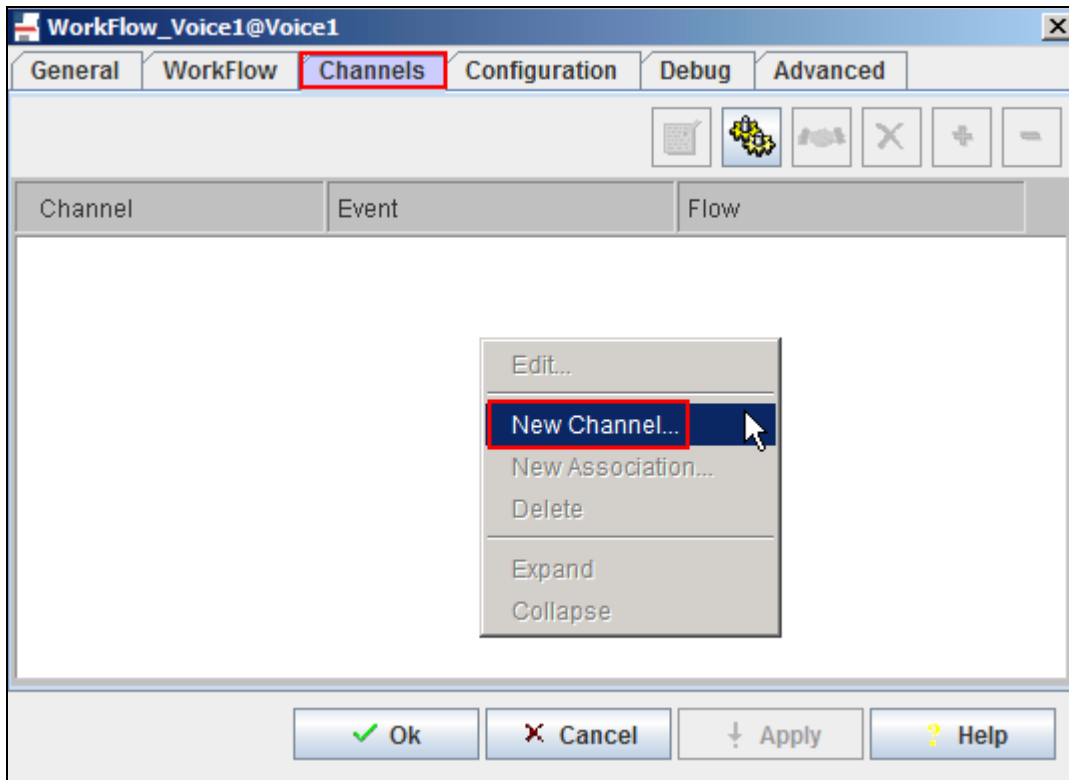 WorkFlow_Voice1@Voice1
General WorkFlow Channels Configuration Debug Advanced
Channel Event Flow
Edit...
New Channel...
New Association...
Delete
Expand
Collapse
Ok Cancel Apply ? Help